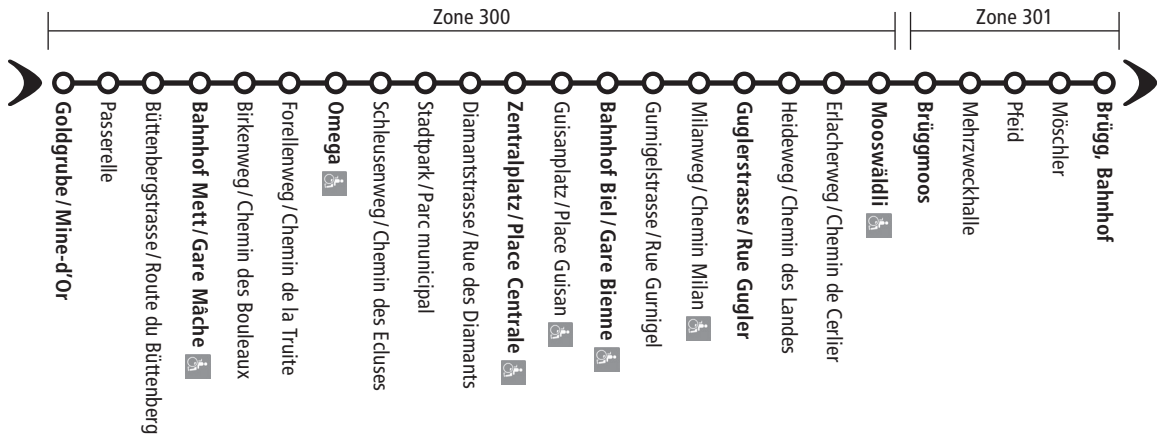 Zone 300
Zone 301
Goldgrube / Mine-d'Or
Passerelle
Büttenbergstrasse / Route du Büttenberg
Bahnhof Mett / Gare Mâche
Birkenweg / Chemin des Bouleaux
Forellenweg / Chemin de la Truite
Omega
Schleusenweg / Chemin des Ecluses
Stadtpark / Parc municipal
Diamantstrasse / Rue des Diamants
Zentralplatz / Place Centrale
Guisanplatz / Place Guisan
Bahnhof Biel / Gare Bienne
Gurnigelstrasse / Rue Gurnigel
Milanweg / Chemin Milan
Guglerstrasse / Rue Gugler
Heideweg / Chemin des Landes
Erlacherweg / Chemin de Cerlier
Mooswäldli
Brüggmoos
Mehrzweckhalle
Pfeid
Möschler
Brügg, Bahnhof